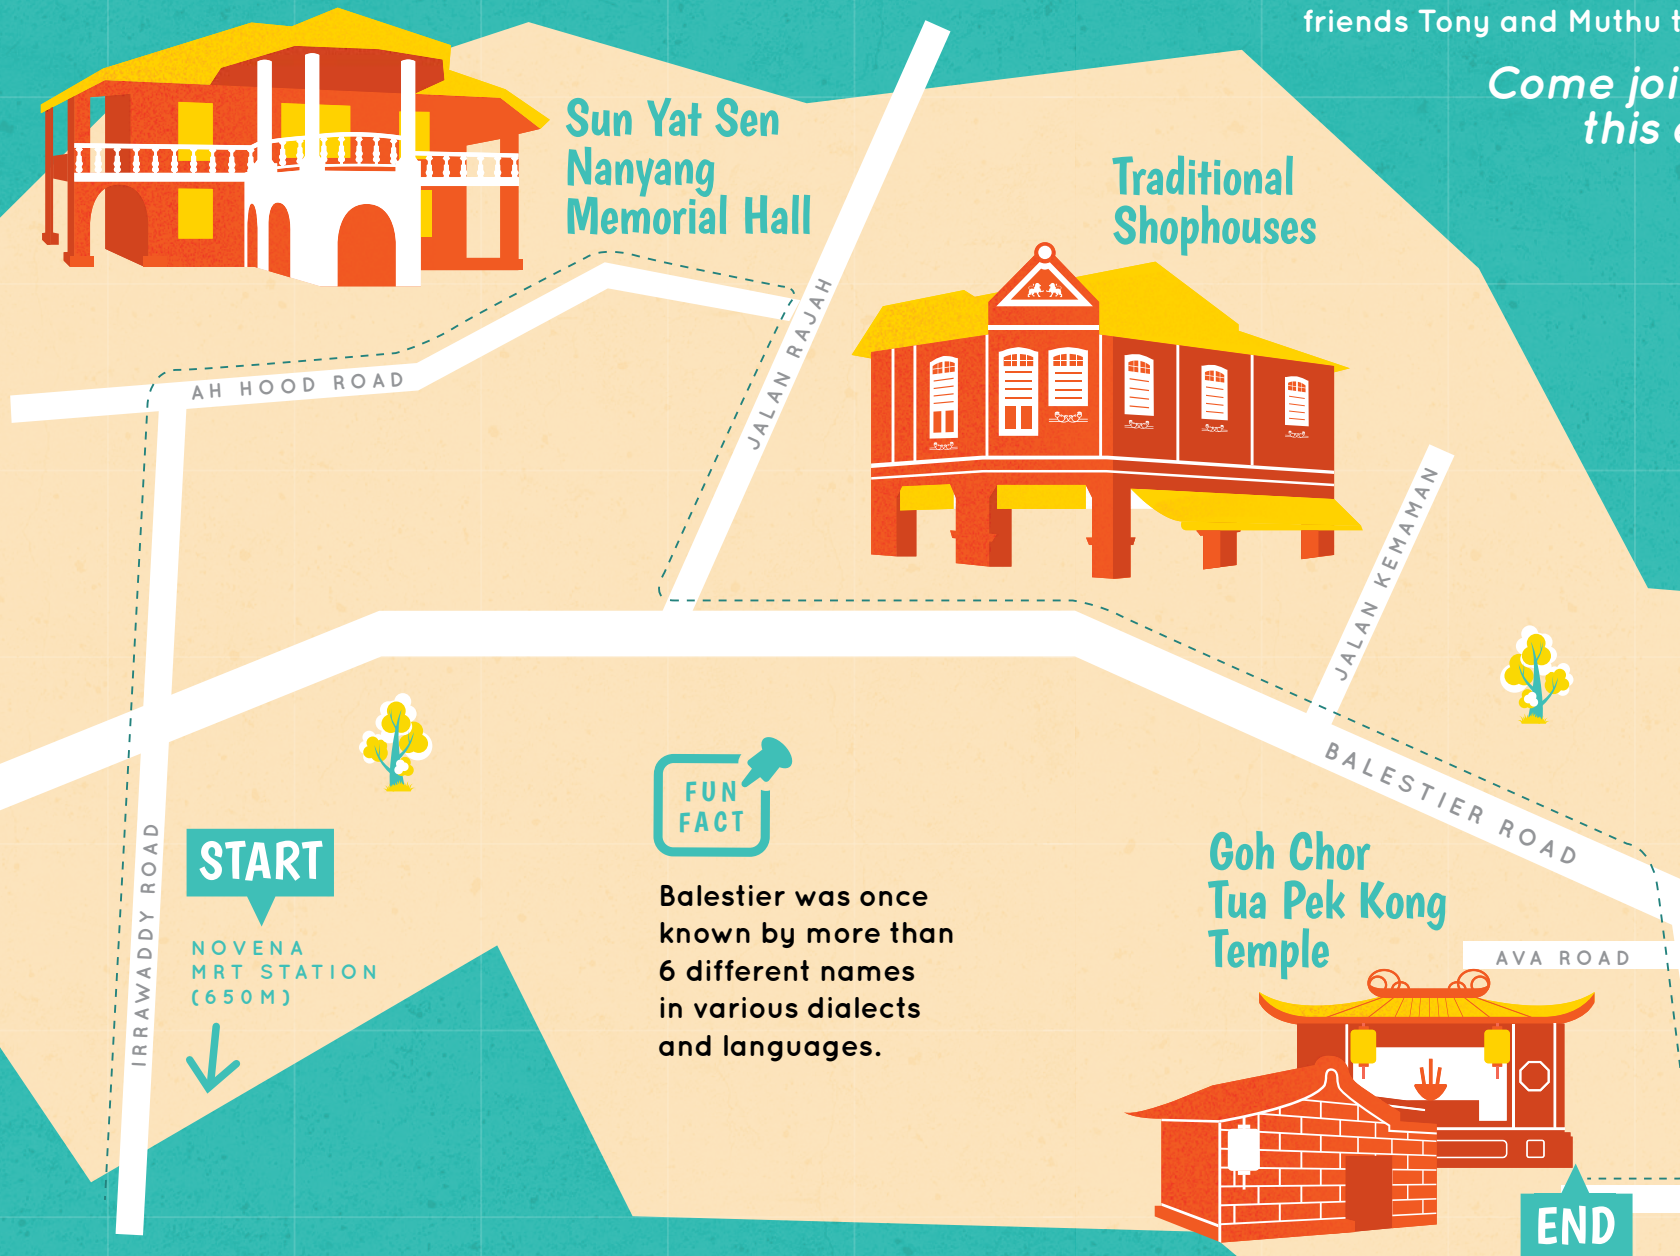 friends Tony and Muthu
Come
this
Sun Yat Sen
Nanyang
Memorial Hall
Traditional
Shophouses
AH HOOD ROAD
JALAN RAJAH
JALAN KEMAMAN
BALESTIER ROAD
IRRAWADDY ROAD
START
NOVENA
MRT STATION
(650M)
FUN
FACT
Balestier was once
known by more than
6 different names
in various dialects
and languages.
Goh Chor
Tua Pek Kong
Temple
AVA ROAD
END